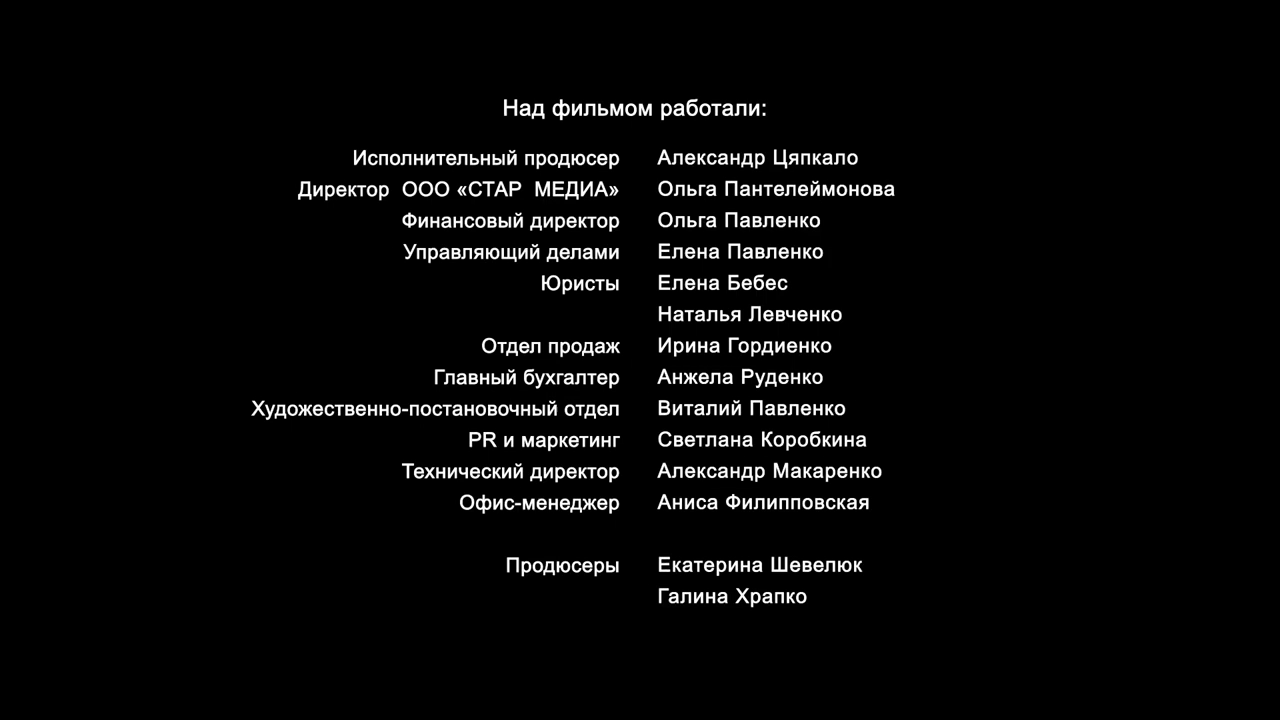 Над фильмом работали:
Исполнительный продюсер Александр Цяпкало
Директор ООО «СТАР МЕДИА» Ольга Пантелеймонова
Финансовый директор Ольга Павленко
Управляющий делами Елена Павленко
Юристы Елена Бебес
Наталья Левченко
Отдел продаж Ирина Гордиенко
Главный бухгалтер Анжела Руденко
Художественно-постановочный отдел Виталий Павленко
PR и маркетинг Светлана Коробкина
Технический директор Александр Макаренко
Офис-менеджер Аниса Филипповская
Продюсеры Екатерина Шевелюк
Галина Храпко